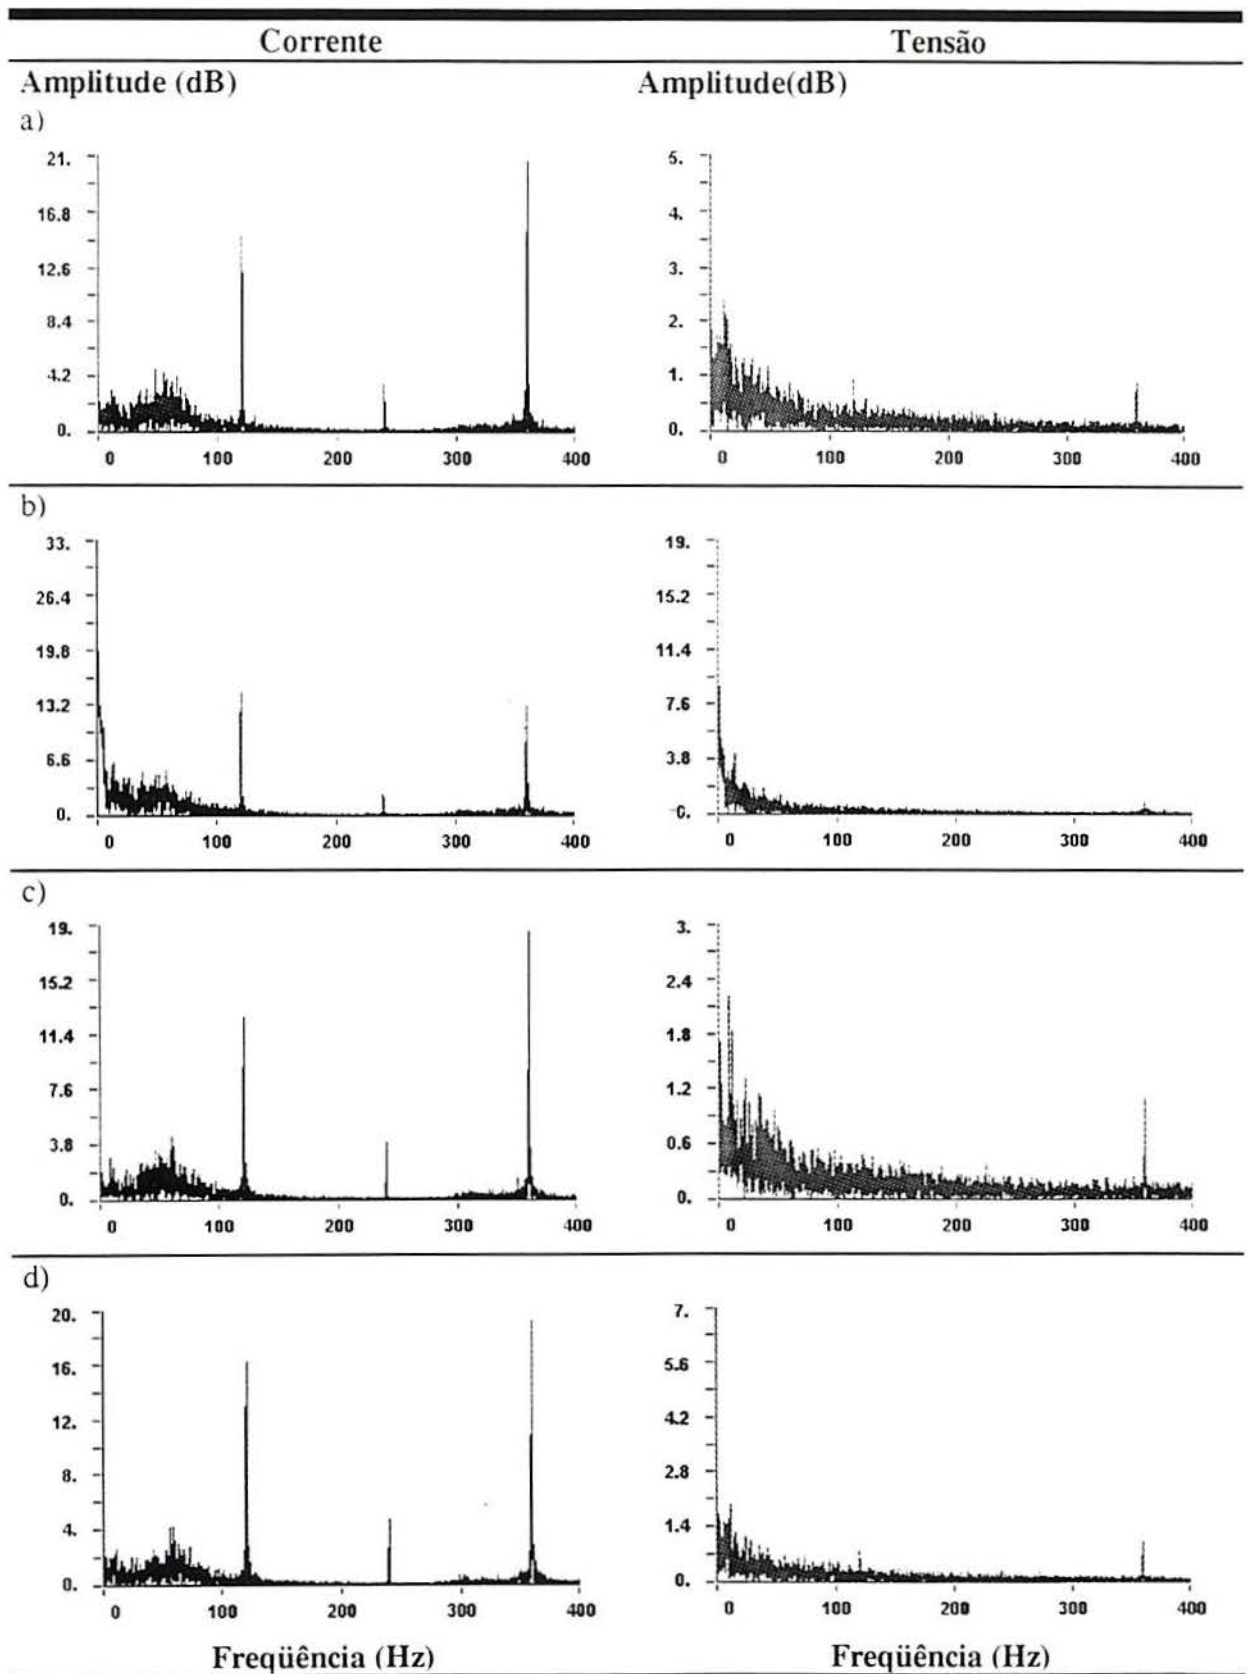 Corrente Tensão
Amplitude (dB) Amplitude(dB)
a)
21. 5.
16.8 4.
12.6 3.
8.4 2.
4.2 1.
0. 0.
0 100 200 300 400 0 100 200 300 400
b)
33. 19.
26.4 15.2
19.8 11.4
13.2 7.6
6.6 3.8
0. 0.
0 100 200 300 400 0 100 200 300 400
c)
19. 3.
15.2 2.4
11.4 1.8
7.6 1.2
3.8 0.6
0. 0.
0 100 200 300 400 0 100 200 300 400
d)
20. 7.
16. 5.6
12. 4.2
8. 2.8
4. 1.4
0. 0.
0 100 200 300 400 0 100 200 300 400
Freqüência (Hz) Freqüência (Hz)